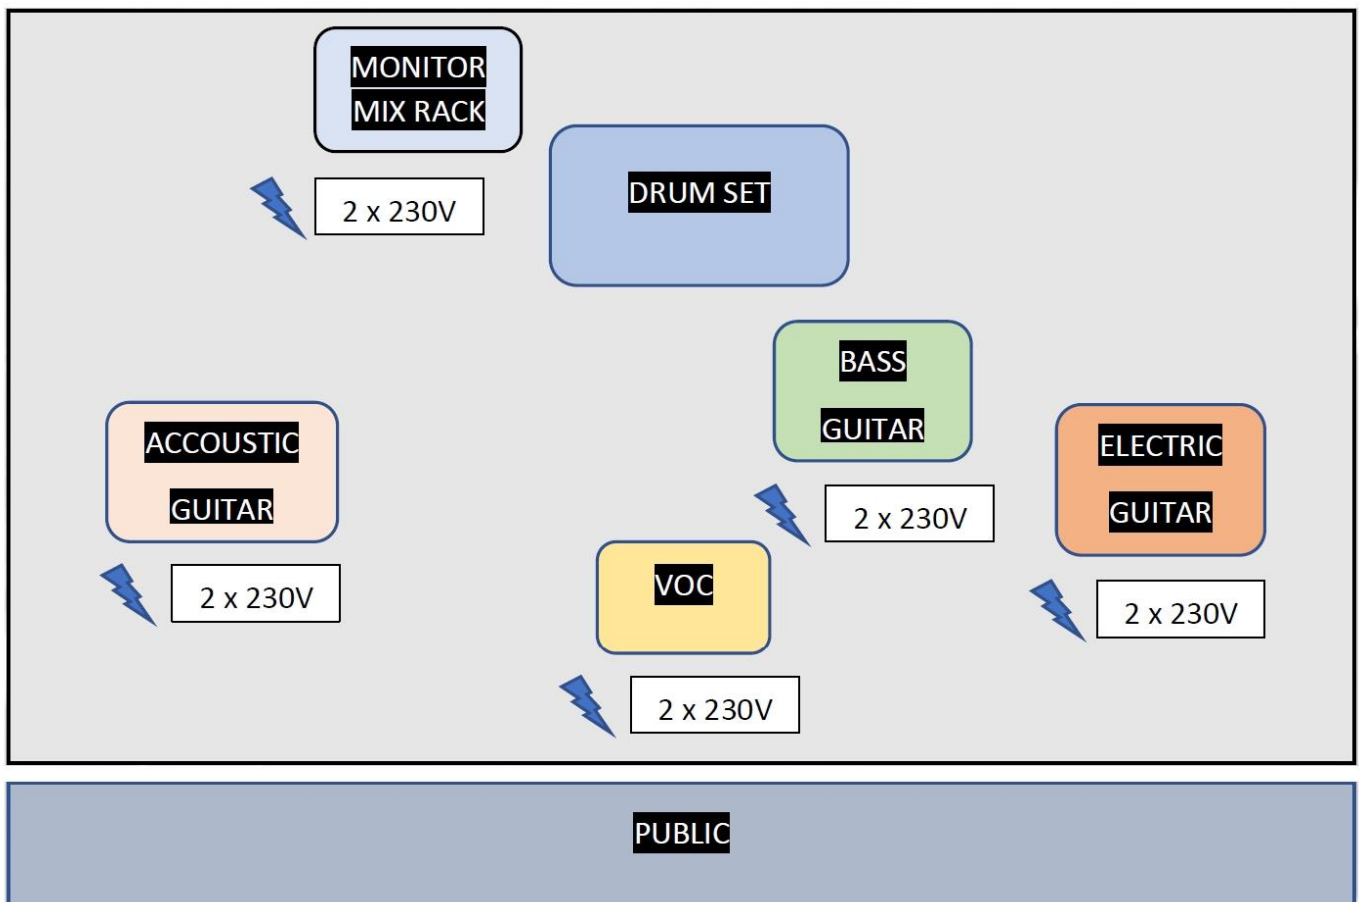 MONITOR
MIX RACK
2 x 230V
DRUM SET
BASS
GUITAR
2 x 230V
ACCOUSTIC
GUITAR
2 x 230V
ELECTRIC
GUITAR
2 x 230V
VOC
2 x 230V
PUBLIC